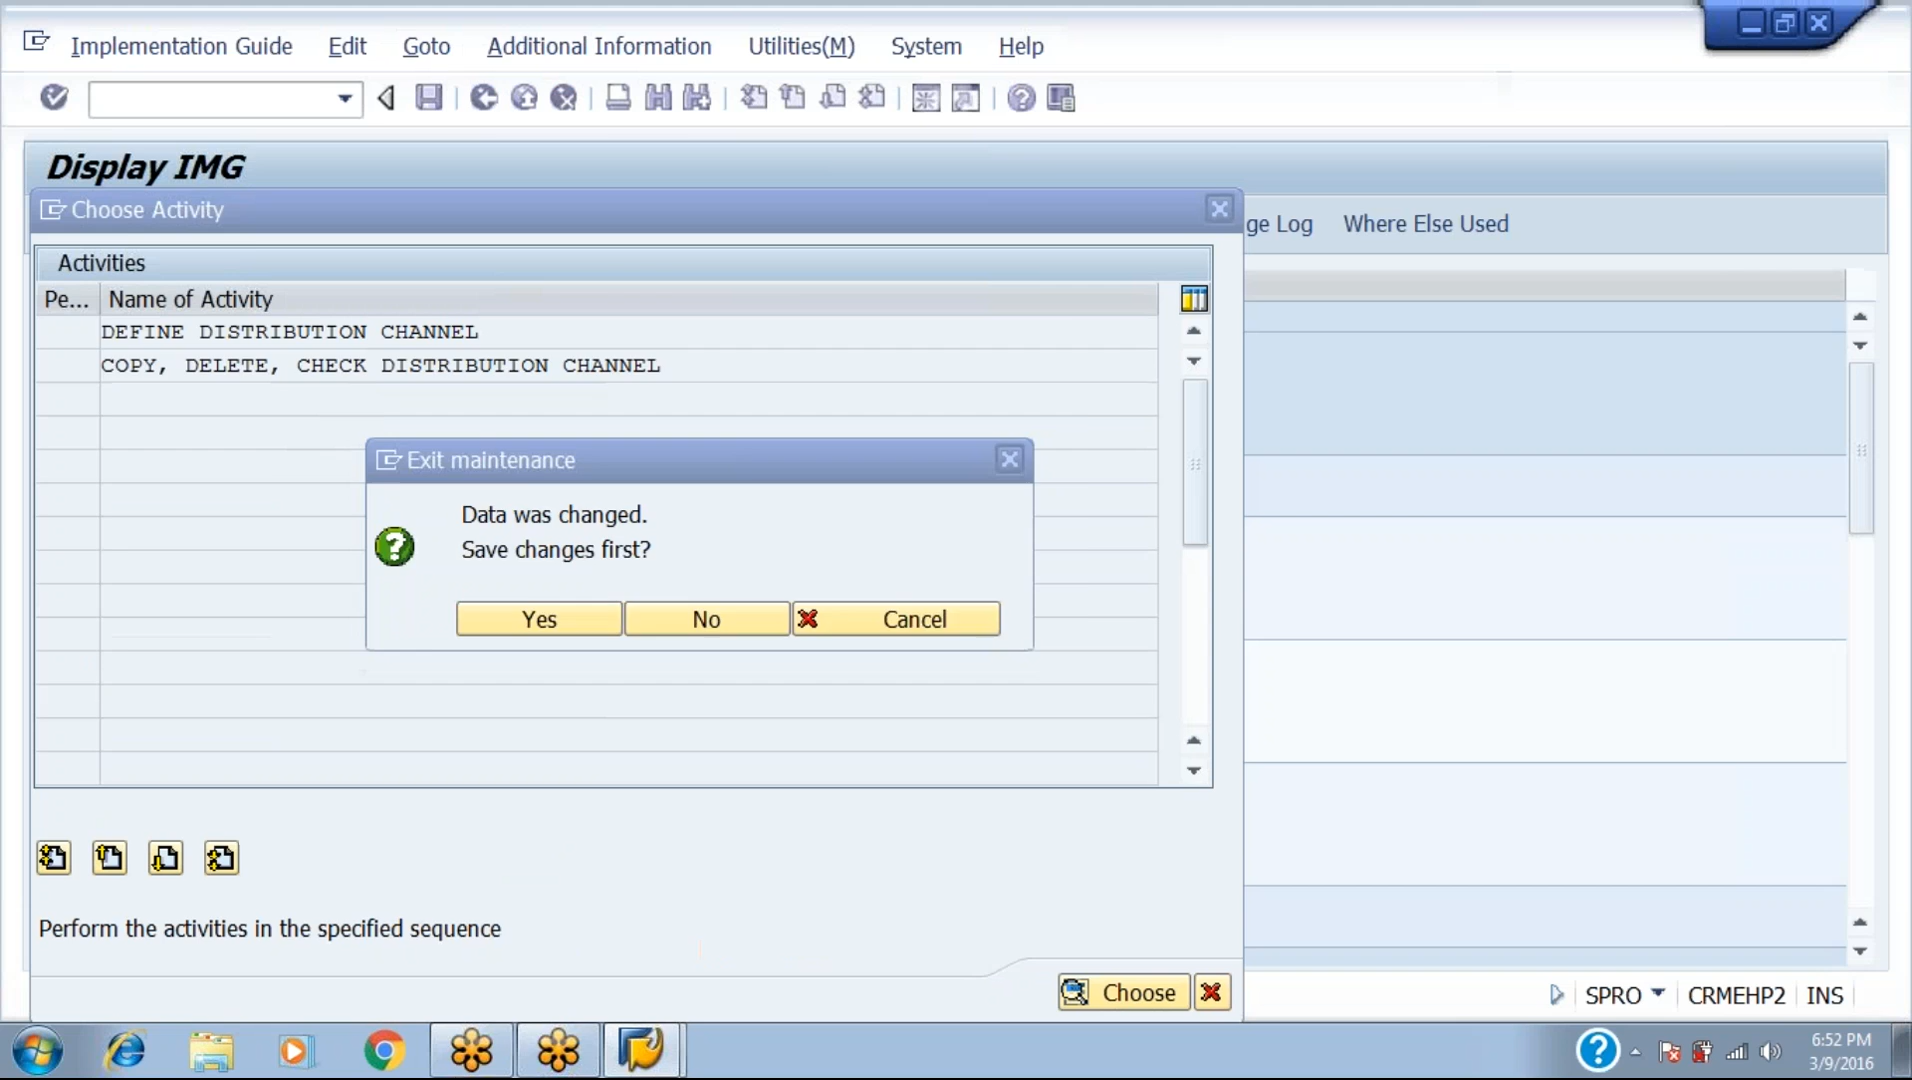 Implementation Guide Edit Goto Additional Information Utilities(M) System Help
Display IMG
Choose Activity
ge Log Where Else Used
Activities
Pe... Name of Activity
DEFINE DISTRIBUTION CHANNEL
COPY, DELETE, CHECK DISTRIBUTION CHANNEL
Exit maintenance
Data was changed.
Save changes first?
Yes No Cancel
Perform the activities in the specified sequence
Choose
SPRO CRMEHP2 INS
6:52 PM
3/9/2016